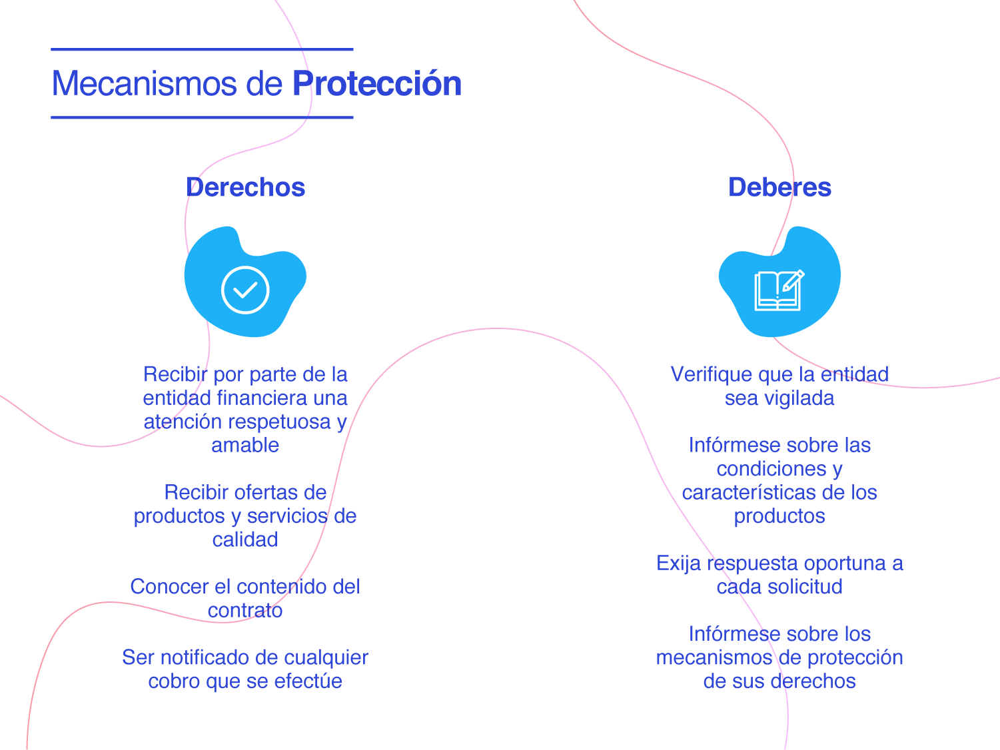 Mecanismos de Protección
Derechos
Recibir por parte de la
entidad financiera una
atención respetuosa y
amable
Recibir ofertas de
productos y servicios de
calidad
Conocer el contenido del
contrato
Ser notificado de cualquier
cobro que se efectúe
Deberes
Verifique que la entidad
sea vigilada
Infórmese sobre las
condiciones y
características de los
productos
Exija respuesta oportuna a
cada solicitud
Infórmese sobre los
mecanismos de protección
de sus derechos